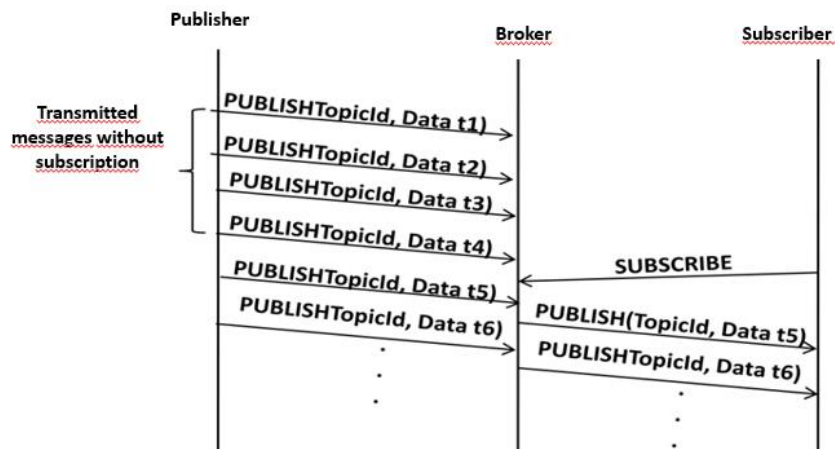 Publisher
Broker
Subscriber
Transmitted
messages without
subscription
PUBLISHTopicId, Data t1)
PUBLISHTopicId, Data t2)
PUBLISHTopicId, Data t3)
PUBLISHTopicId, Data t4)
SUBSCRIBE
PUBLISHTopicId, Data t5)
PUBLISH(TopicId, Data t5)
PUBLISHTopicId, Data t6)
PUBLISHTopicId, Data t6)